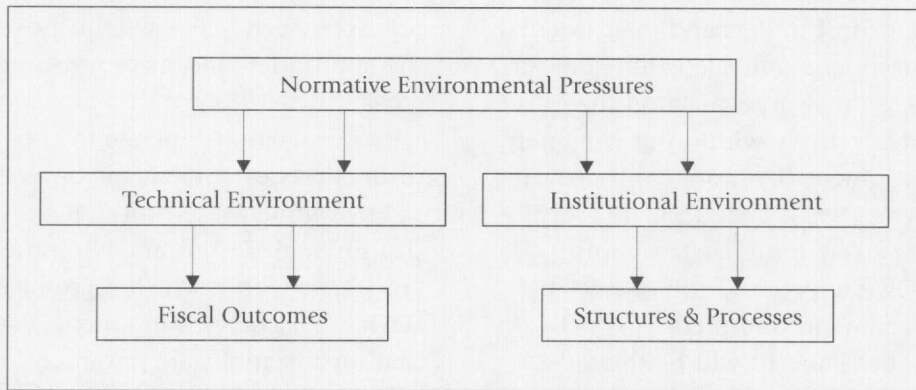 Normative Environmental Pressures
Technical Environment
Institutional Environment
Fiscal Outcomes
Structures & Processes